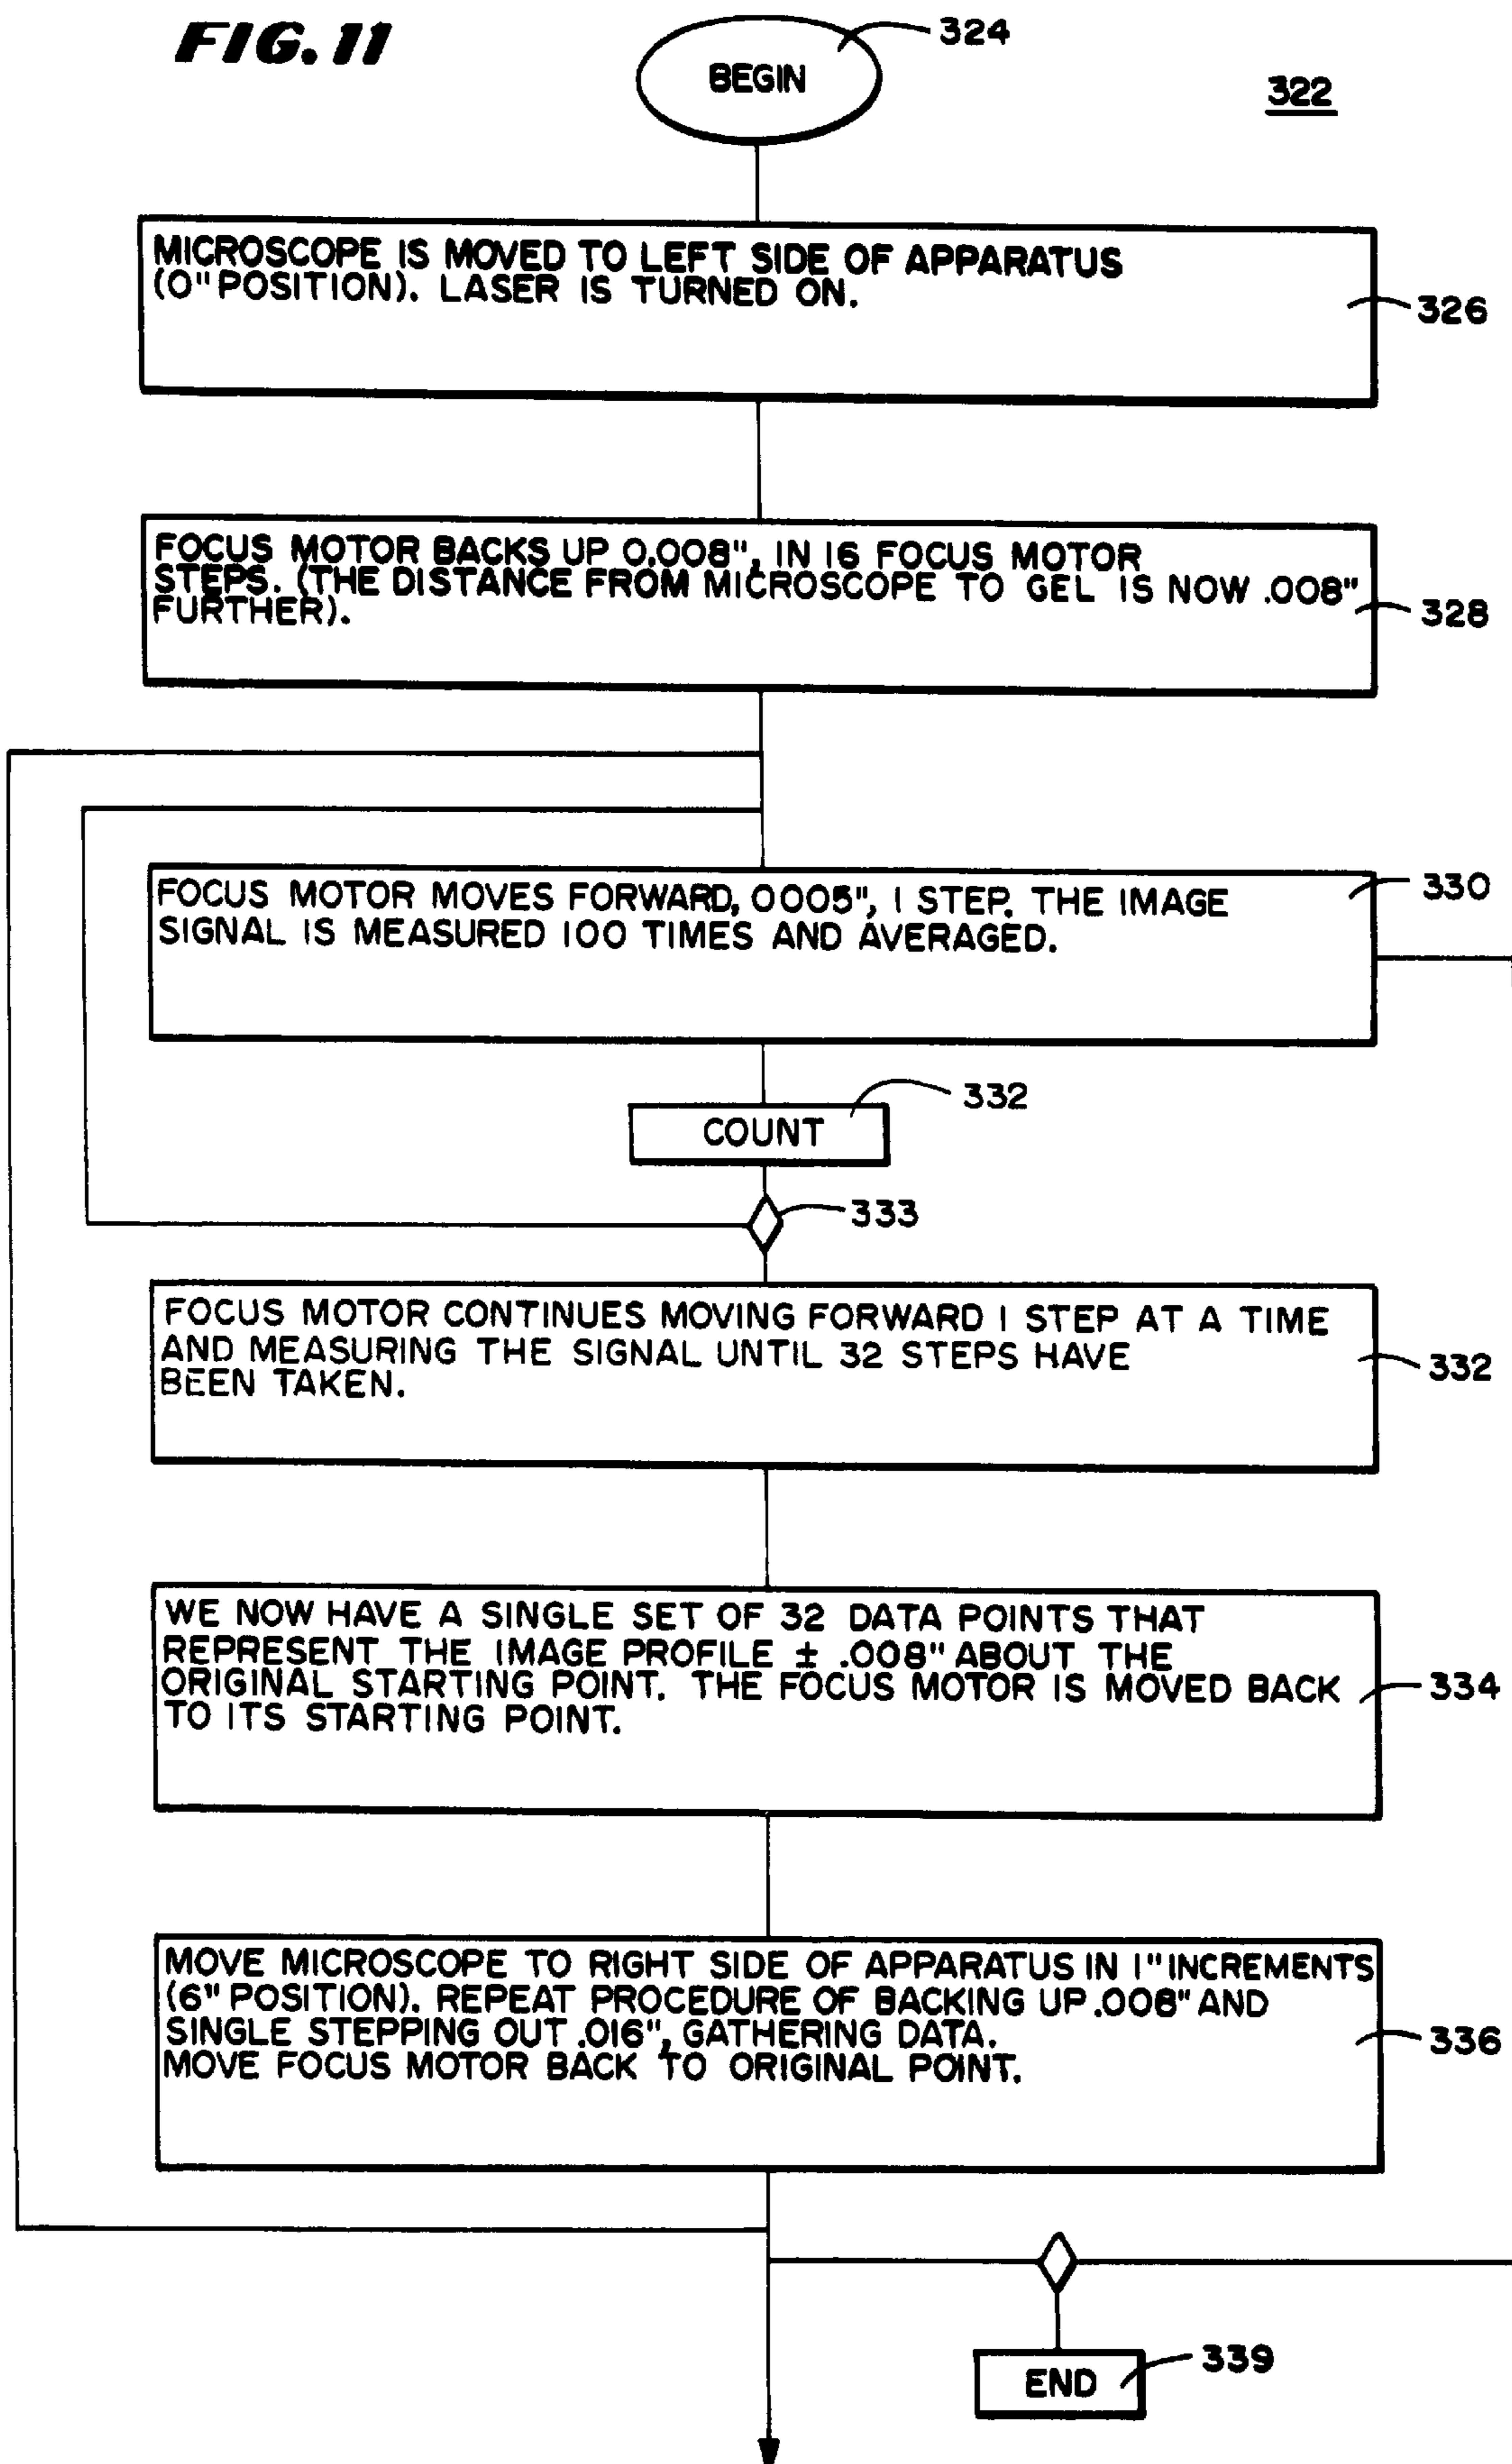 FIG. 11
324
BEGIN
322
MICROSCOPE IS MOVED TO LEFT SIDE OF APPARATUS
(0" POSITION). LASER IS TURNED ON.
326
FOCUS MOTOR BACKS UP 0.008", IN 16 FOCUS MOTOR
STEPS. (THE DISTANCE FROM MICROSCOPE TO GEL IS NOW .008"
FURTHER).
328
FOCUS MOTOR MOVES FORWARD, 0005", 1 STEP. THE IMAGE
SIGNAL IS MEASURED 100 TIMES AND AVERAGED.
330
332
COUNT
333
FOCUS MOTOR CONTINUES MOVING FORWARD 1 STEP AT A TIME
AND MEASURING THE SIGNAL UNTIL 32 STEPS HAVE
BEEN TAKEN.
332
WE NOW HAVE A SINGLE SET OF 32 DATA POINTS THAT
REPRESENT THE IMAGE PROFILE ± .008" ABOUT THE
ORIGINAL STARTING POINT. THE FOCUS MOTOR IS MOVED BACK
TO ITS STARTING POINT.
334
MOVE MICROSCOPE TO RIGHT SIDE OF APPARATUS IN 1" INCREMENTS
(6" POSITION). REPEAT PROCEDURE OF BACKING UP .008" AND
SINGLE STEPPING OUT .016", GATHERING DATA.
MOVE FOCUS MOTOR BACK TO ORIGINAL POINT.
336
339
END